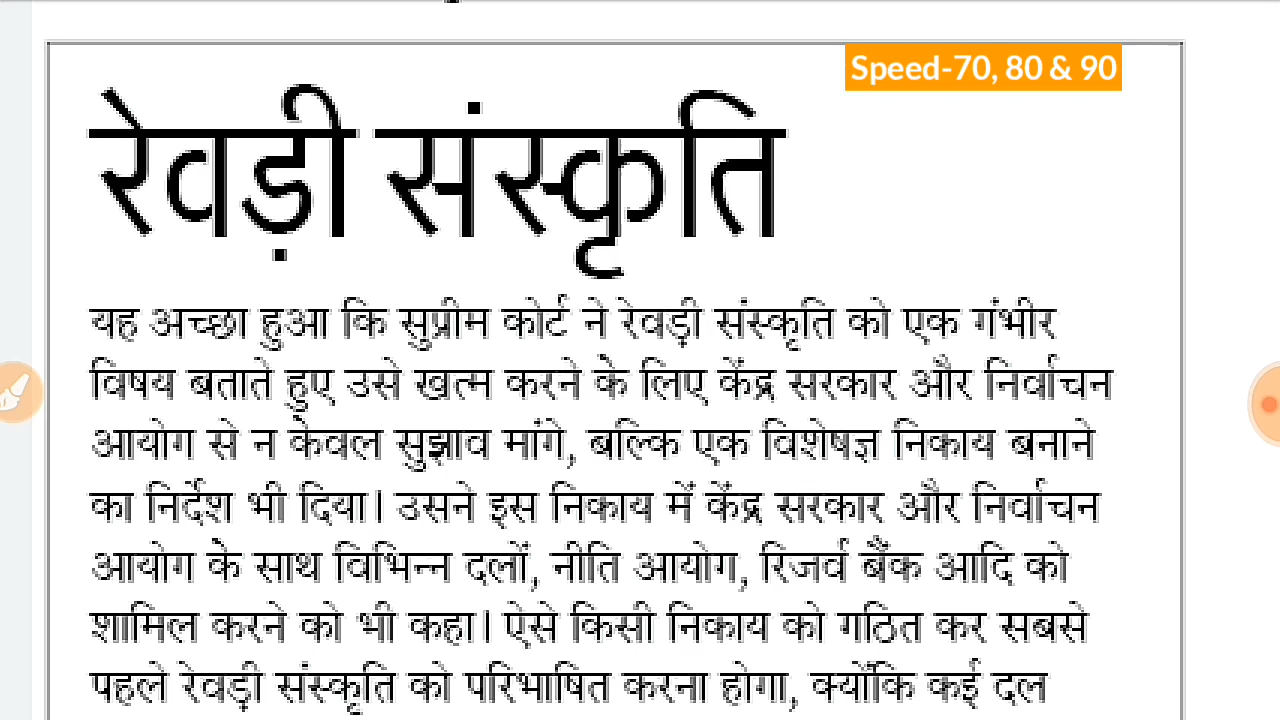 Speed-70, 80 & 90
रेवड़ी संस्कृति
यह अच्छा हुआ कि सुप्रीम कोर्ट ने रेवड़ी संस्कृति को एक गंभीर
विषय बताते हुए उसे खत्म करने के लिए केंद्र सरकार और निर्वाचन
आयोग से न केवल सुझाव मांगे, बल्कि एक विशेषज्ञ निकाय बनाने
का निर्देश भी दिया। उसने इस निकाय में केंद्र सरकार और निर्वाचन
आयोग के साथ विभिन्न दलों, नीति आयोग, रिजर्व बैंक आदि को
शामिल करने को भी कहा। ऐसे किसी निकाय को गठित कर सबसे
पहले रेवड़ी संस्कृति को परिभाषित करना होगा, क्योंकि कई दल